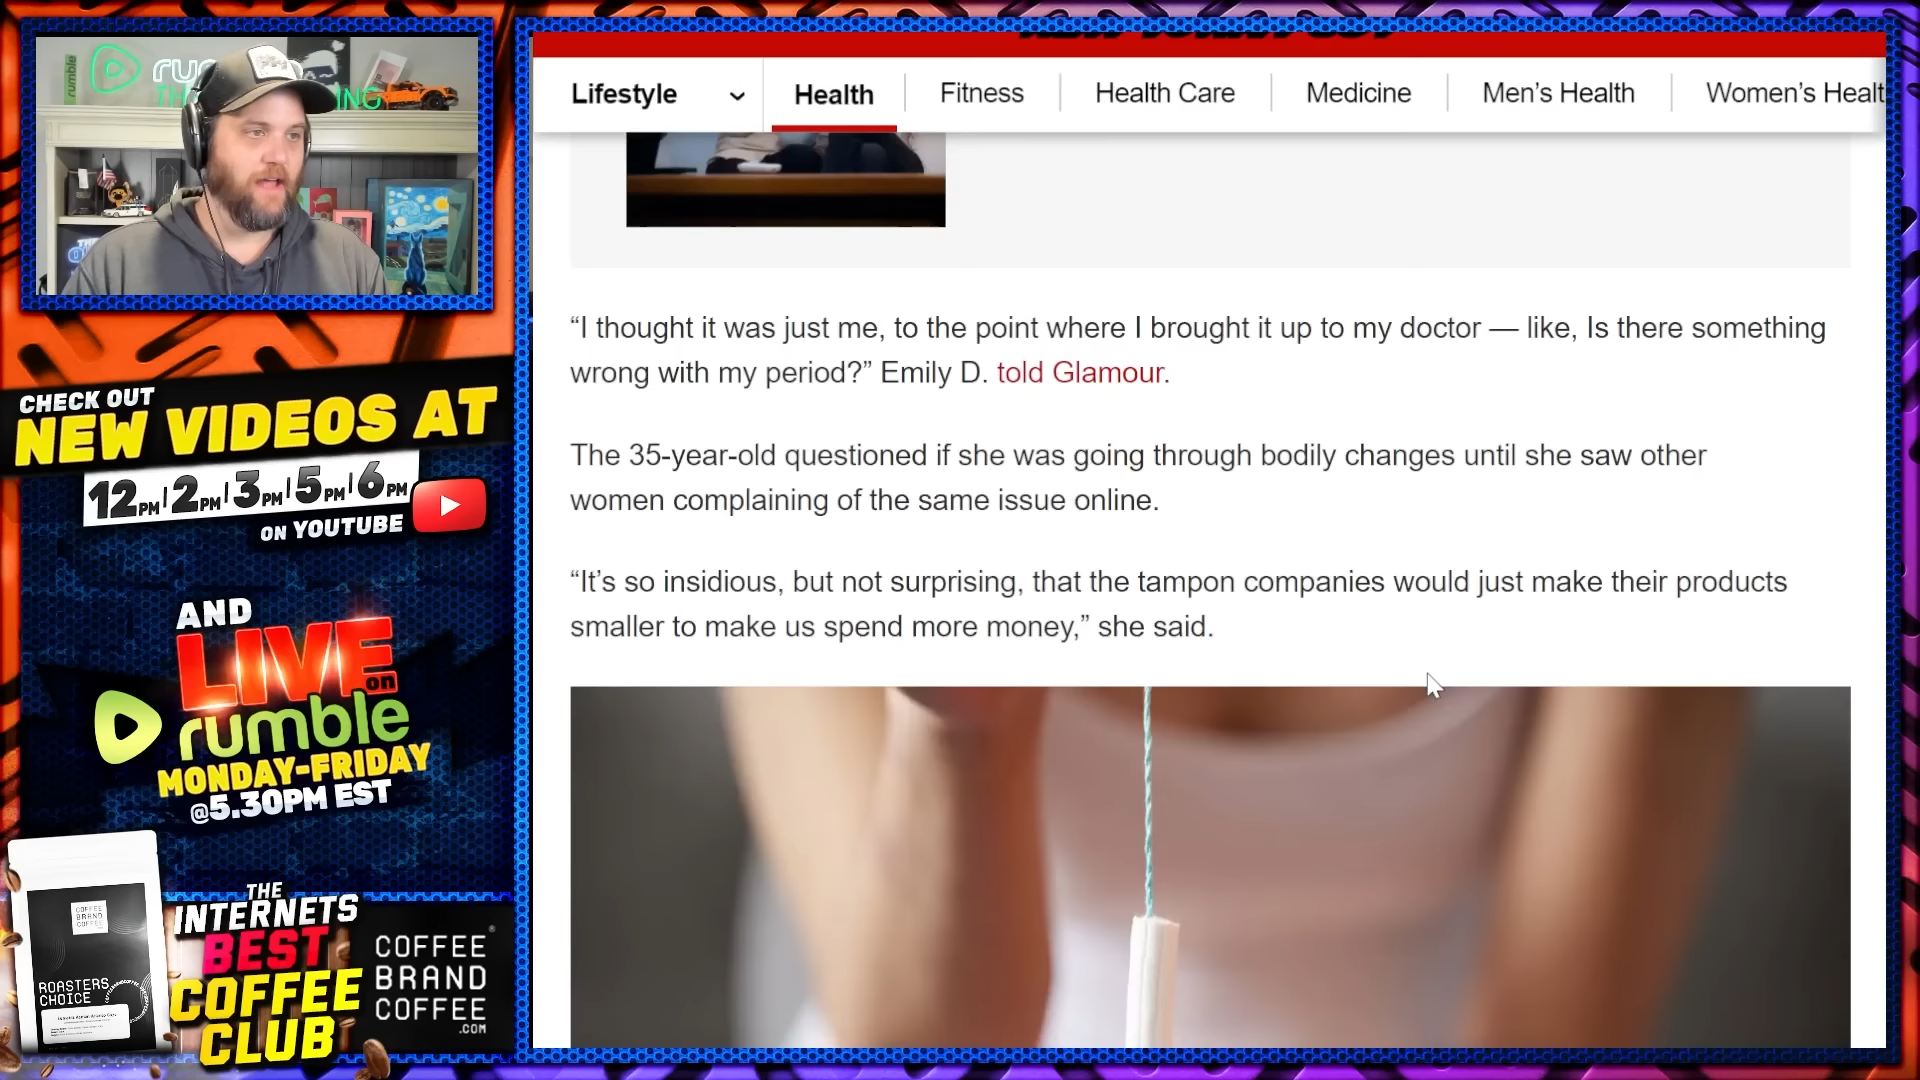 rumble
CHECK OUT
NEW VIDEOS AT
12PM | 2PM | 3PM | 5PM | 6PM
ON YOUTUBE
AND
LIVE
on
rumble
MONDAY-FRIDAY
@5.30PM EST
COFFEE
BRAND
COFFEE
ROASTERS
CHOICE
THE
INTERNETS
BEST
COFFEE
CLUB
COFFEE
BRAND
COFFEE
.COM
Lifestyle
Health
Fitness
Health Care
Medicine
Men’s Health
Women’s Healt
“I thought it was just me, to the point where I brought it up to my doctor — like, Is there something
wrong with my period?” Emily D. told Glamour.
The 35-year-old questioned if she was going through bodily changes until she saw other
women complaining of the same issue online.
“It’s so insidious, but not surprising, that the tampon companies would just make their products
smaller to make us spend more money,” she said.